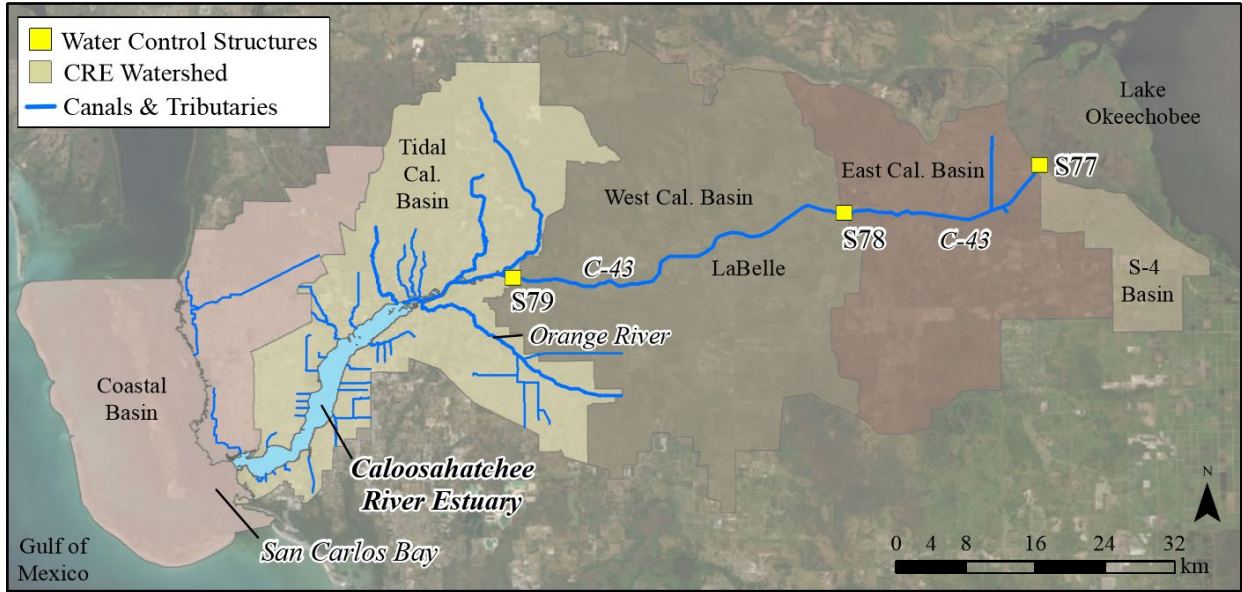 Water Control Structures
CRE Watershed
Canals & Tributaries
Tidal
Cal.
Basin
West Cal. Basin
East Cal. Basin
Lake
Okeechobee
S77
S78
C-43
C-43
LaBelle
S79
S-4
Basin
Orange River
Coastal
Basin
Caloosahatchee
River Estuary
San Carlos Bay
Gulf of
Mexico
N
0 4 8 16 24 32
km